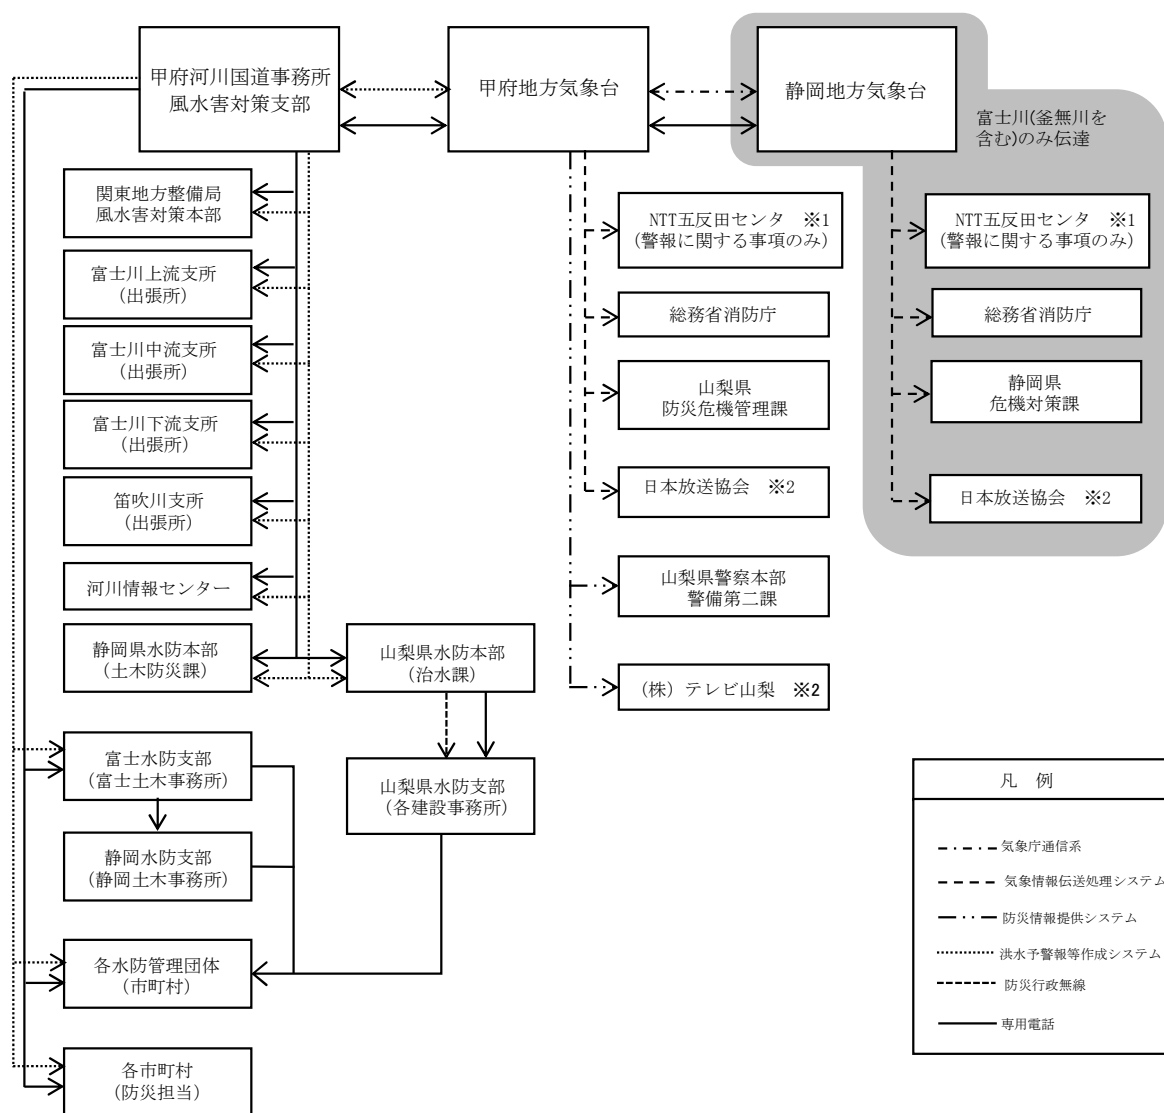 甲府河川国道事務所
風水害対策支部
甲府地方気象台
静岡地方気象台
富士川(釜無川を
含む)のみ伝達
関東地方整備局
風水害対策本部
富士川上流支所
(出張所)
富士川中流支所
(出張所)
富士川下流支所
(出張所)
笛吹川支所
(出張所)
河川情報センター
静岡県水防本部
(土木防災課)
山梨県水防本部
(治水課)
富士水防支部
(富士土木事務所)
静岡水防支部
(静岡土木事務所)
山梨県水防支部
(各建設事務所)
各水防管理団体
(市町村)
各市町村
(防災担当)
NTT五反田センタ ※1
(警報に関する事項のみ)
総務省消防庁
山梨県
防災危機管理課
日本放送協会 ※2
山梨県警察本部
警備第二課
(株) テレビ山梨 ※2
NTT五反田センタ ※1
(警報に関する事項のみ)
総務省消防庁
静岡県
危機対策課
日本放送協会 ※2
凡 例
気象庁通信系
気象情報伝送処理システム
防災情報提供システム
洪水予警報等作成システム
防災行政無線
専用電話